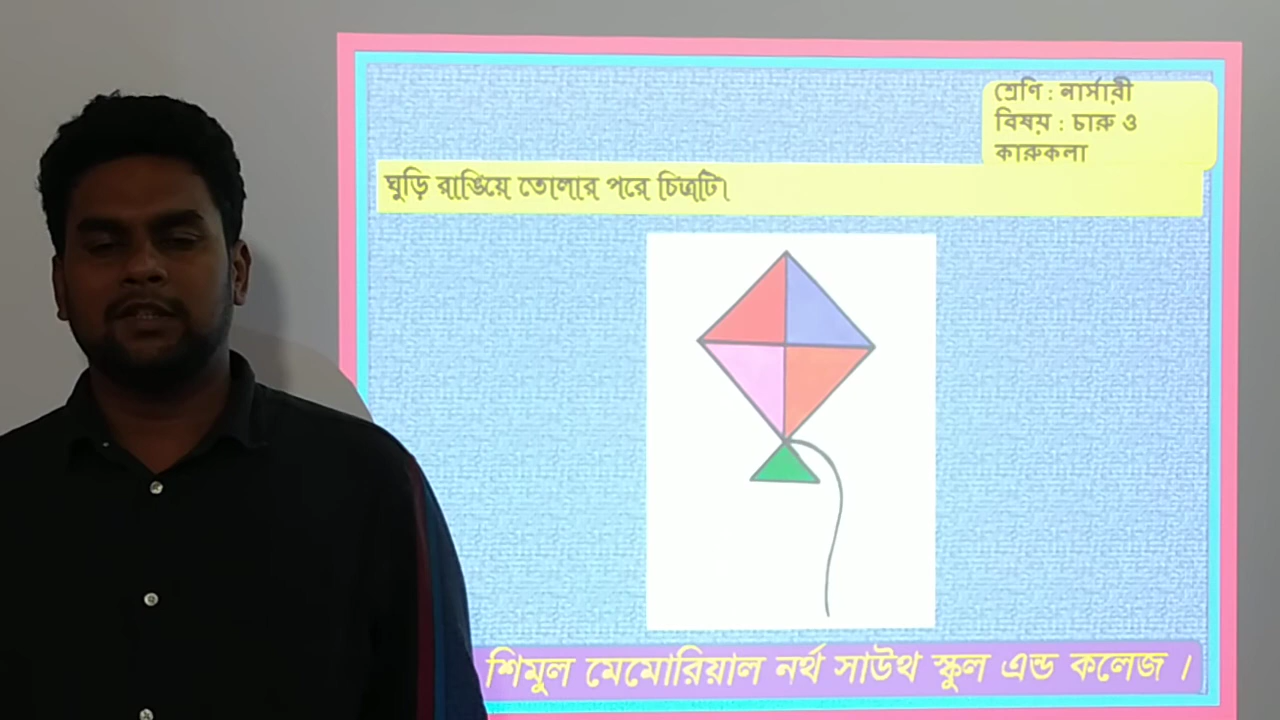 শ্রেণি : নার্সারী
বিষয় : চারু ও
কারুকলা
ঘুড়ি রাঙিয়ে তোলার পরে চিত্রটি।
শিমুল মেমোরিয়াল নর্থ সাউথ স্কুল এন্ড কলেজ ।